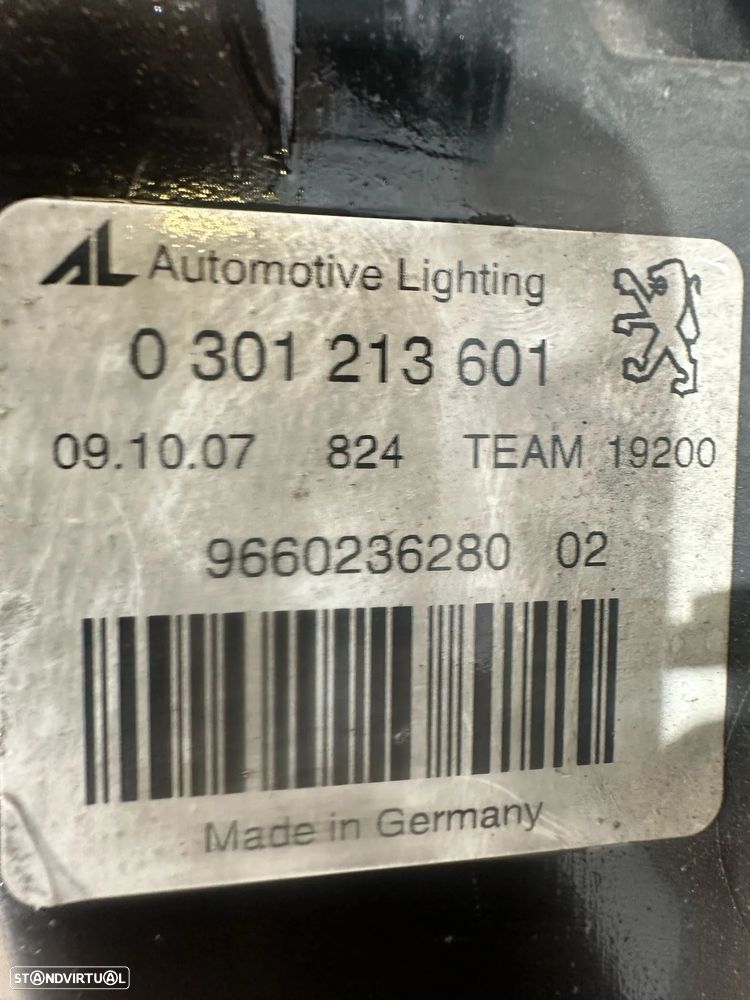 AL Automotive Lighting
0 301 213 601
09.10.07 824 TEAM 19200
9660236280 02
Made in Germany
STANDVIRTUAL